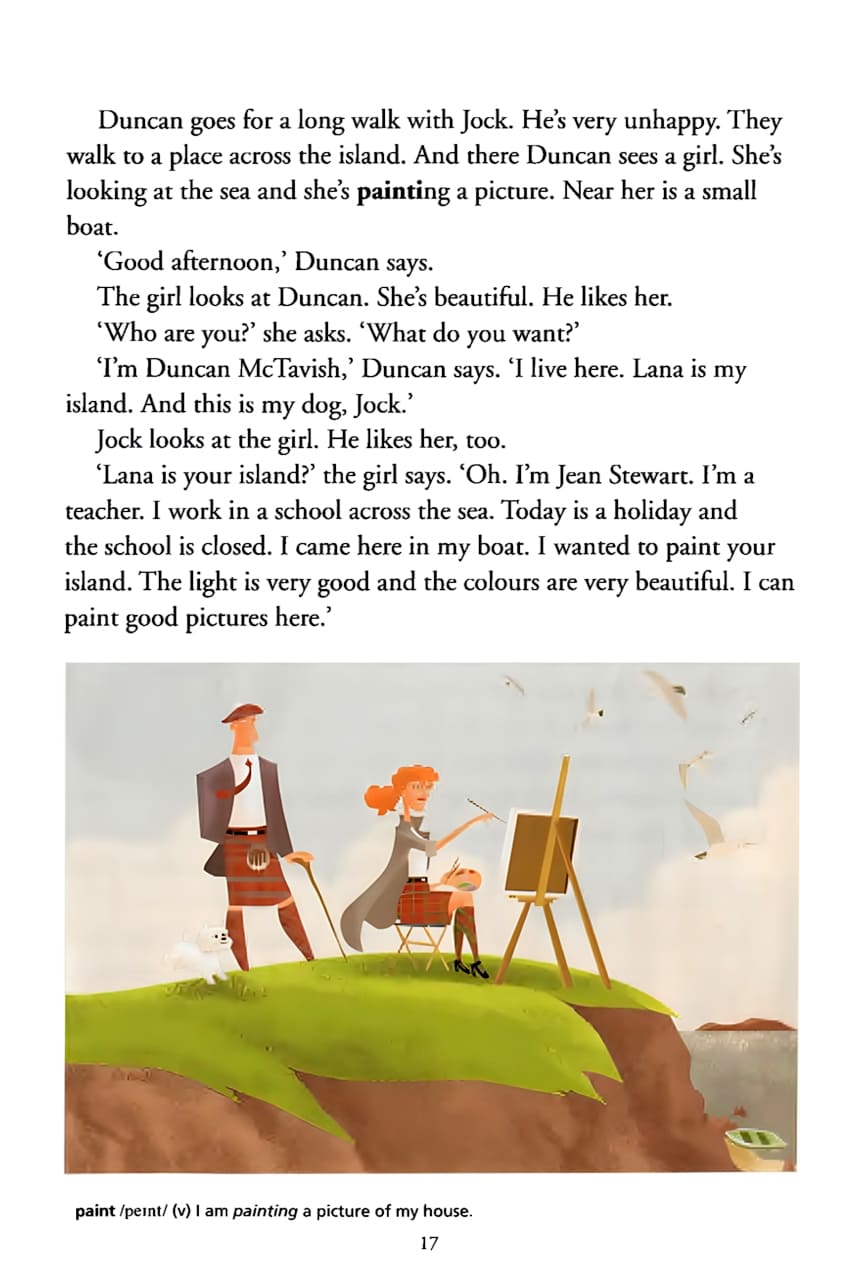 Duncan goes for a long walk with Jock. He's very unhappy. They
walk to a place across the island. And there Duncan sees a girl. She's
looking at the sea and she's painting a picture. Near her is a small
boat.
‘Good afternoon,’ Duncan says.
The girl looks at Duncan. She's beautiful. He likes her.
‘Who are you?’ she asks. ‘What do you want?’
‘I'm Duncan McTavish,’ Duncan says. ‘I live here. Lana is my
island. And this is my dog, Jock.’
Jock looks at the girl. He likes her, too.
‘Lana is your island?’ the girl says. ‘Oh. I'm Jean Stewart. I'm a
teacher. I work in a school across the sea. Today is a holiday and
the school is closed. I came here in my boat. I wanted to paint your
island. The light is very good and the colours are very beautiful. I can
paint good pictures here.’
paint /peɪnt/ (v) I am painting a picture of my house.
17